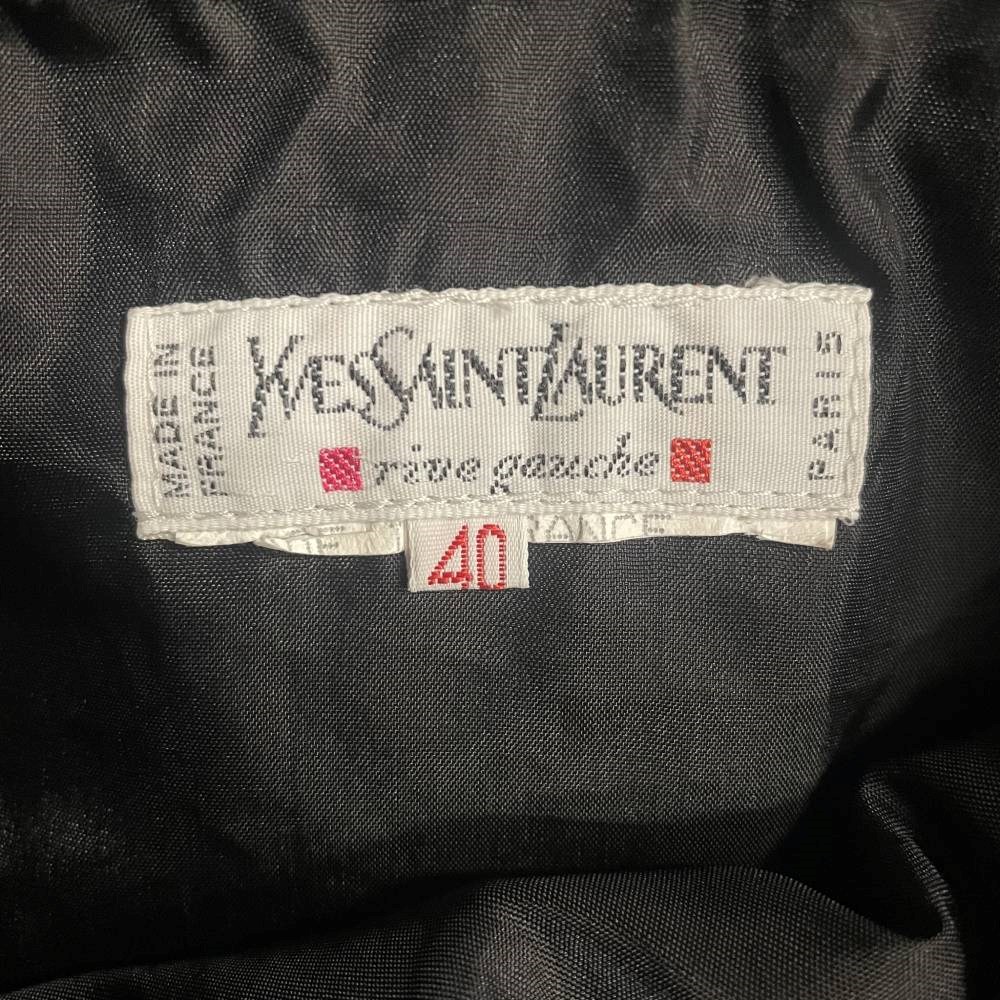 MADE IN
FRANCE
YVESSAINTLAURENT
rive gauche
PARIS
40